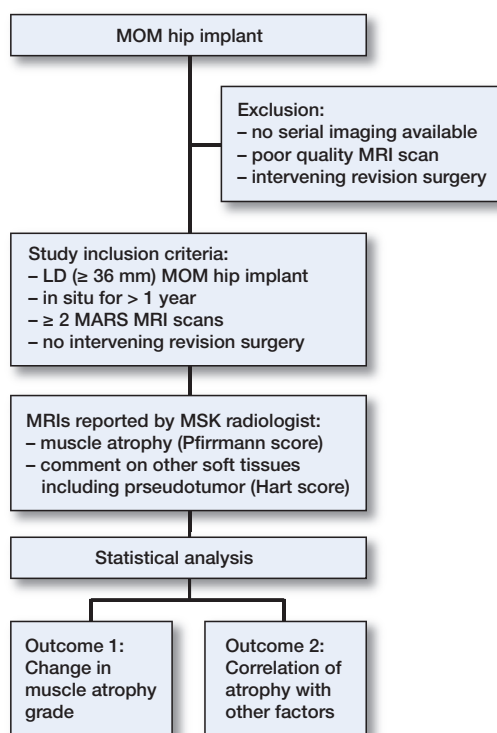 MOM hip implant
Exclusion:
– no serial imaging available
– poor quality MRI scan
– intervening revision surgery
Study inclusion criteria:
– LD (≥ 36 mm) MOM hip implant
– in situ for > 1 year
– ≥ 2 MARS MRI scans
– no intervening revision surgery
MRIs reported by MSK radiologist:
– muscle atrophy (Pfirrmann score)
– comment on other soft tissues
including prseudotumor (Hart score)
Statistical analysis
Outcome 1:
Change in
muscle atrophy
grade
Outcome 2:
Correlation of
atrophy with
other factors